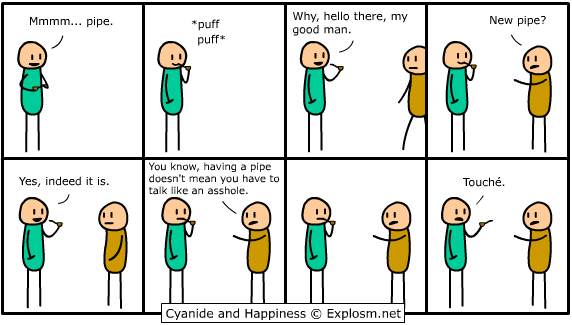 Mmmm... pipe.
*puff
puff*
Why, hello there, my
good man.
New pipe?
Yes, indeed it is.
You know, having a pipe
doesn't mean you have to
talk like an asshole.
Touché.
Cyanide and Happiness © Explosm.net